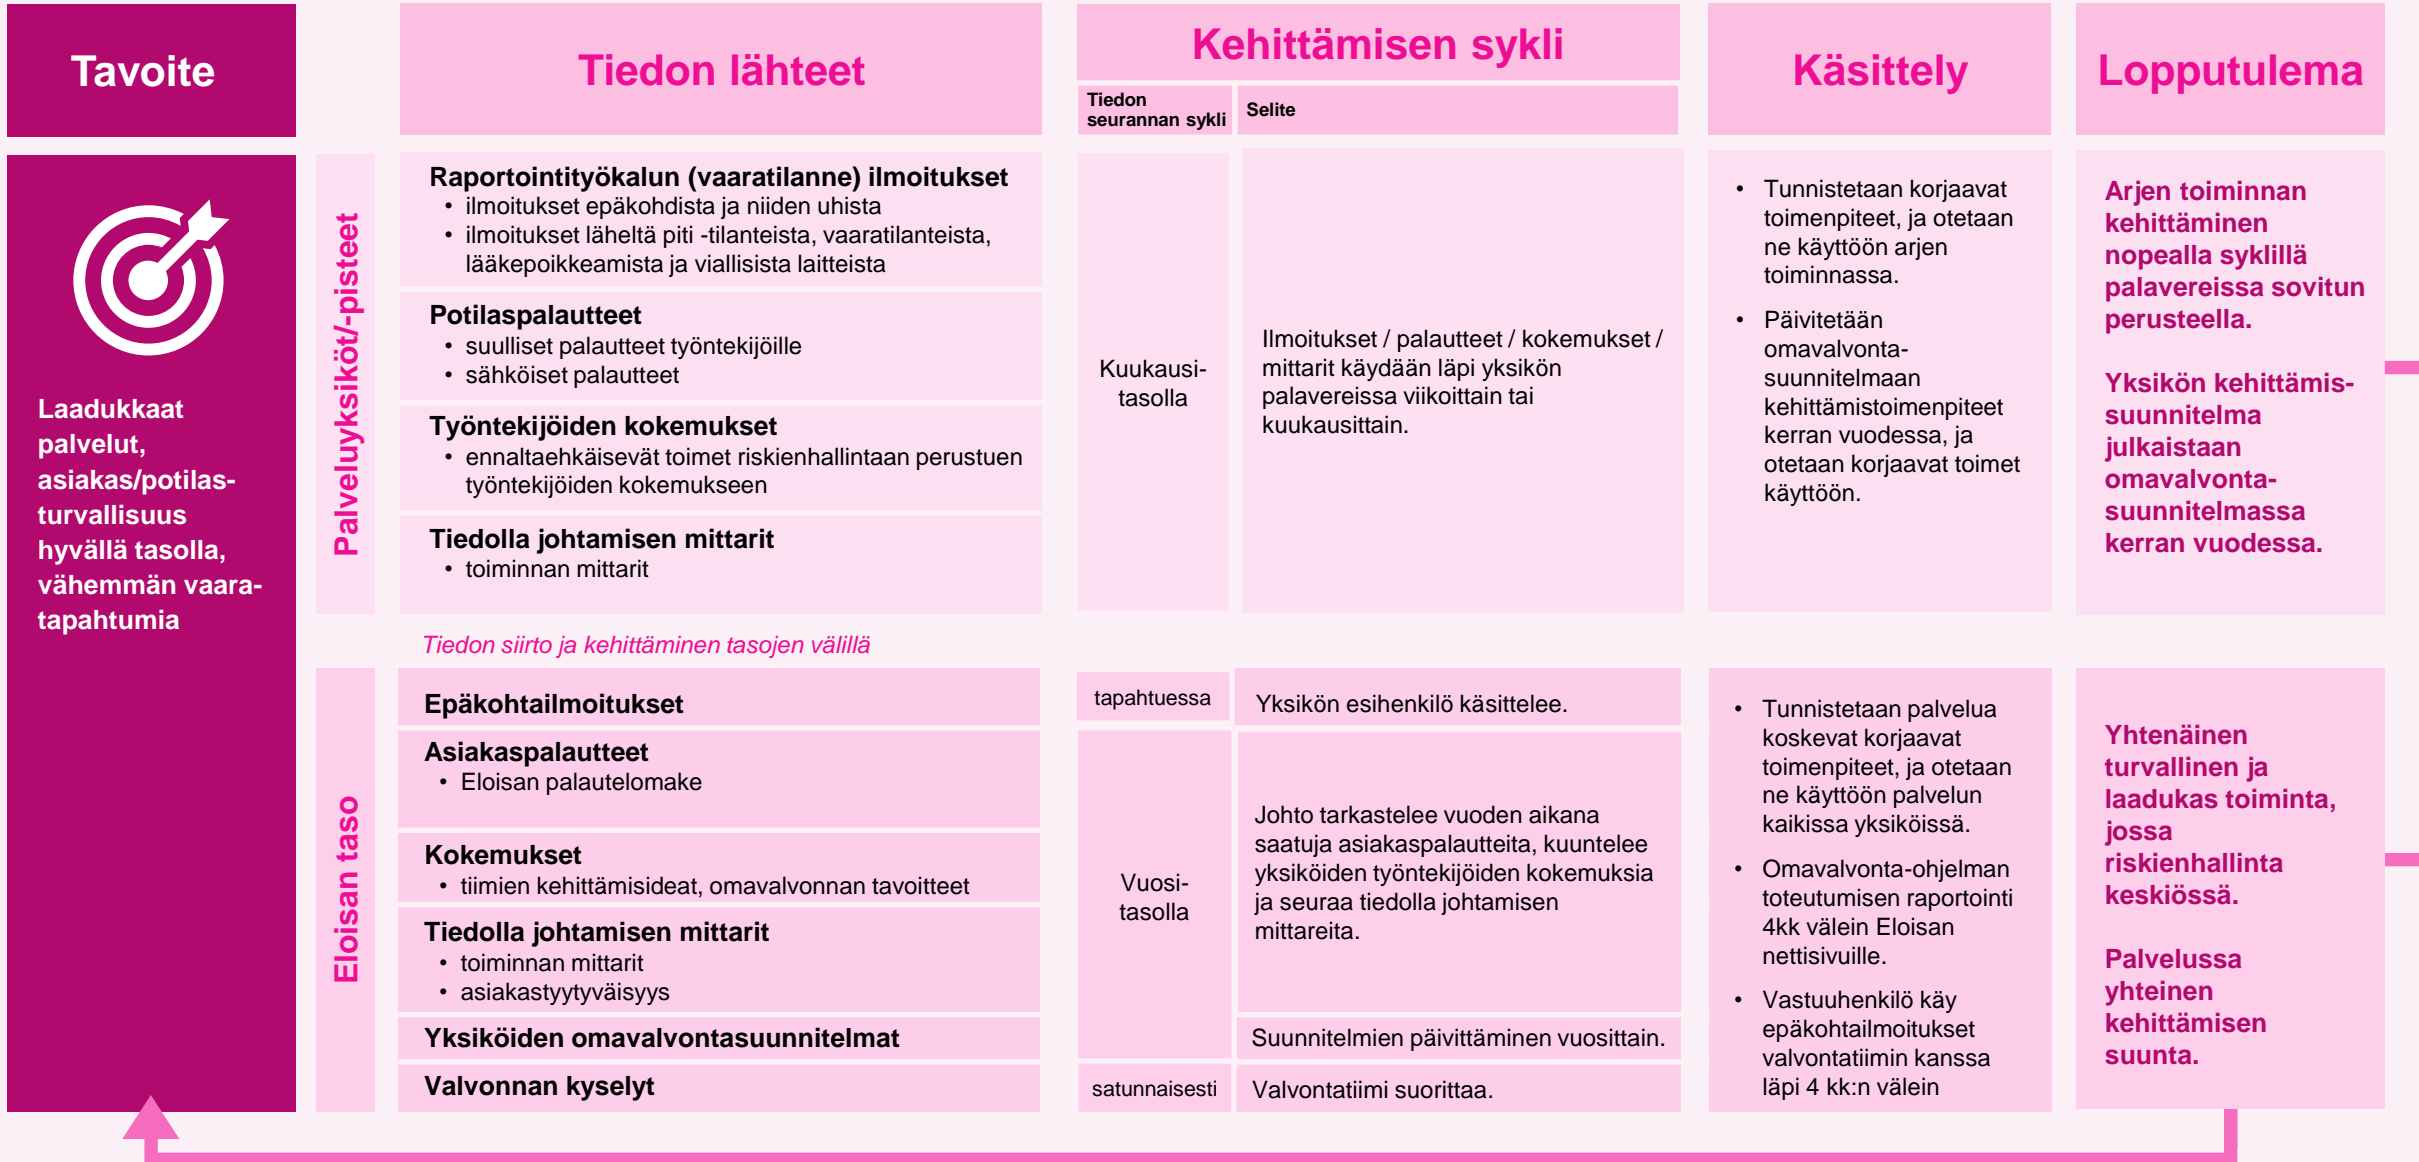 Tavoite
Tiedon lähteet
Kehittämisen sykli
Tiedon
seurannan sykli
Selite
Käsittely
Lopputulema
Laadukkaat
palvelut,
asiakas/potilas-
turvallisuus
hyvällä tasolla,
vähemmän vaara-
tapahtumia
Palveluyksiköt/-pisteet
Raportointityökalun (vaaratilanne) ilmoitukset
• ilmoitukset epäkohdista ja niiden uhista
• ilmoitukset läheltä piti -tilanteista, vaaratilanteista,
lääkepoikkeamista ja viallisista laitteista
Potilaspalautteet
• suulliset palautteet työntekijöille
• sähköiset palautteet
Työntekijöiden kokemukset
• ennaltaehkäisevät toimet riskienhallintaan perustuen
työntekijöiden kokemukseen
Tiedolla johtamisen mittarit
• toiminnan mittarit
Kuukausi-
tasolla
Ilmoitukset / palautteet / kokemukset /
mittarit käydään läpi yksikön
palavereissa viikoittain tai
kuukausittain.
• Tunnistetaan korjaavat
toimenpiteet, ja otetaan
ne käyttöön arjen
toiminnassa.
• Päivitetään
omavalvonta-
suunnitelmaan
kehittämistoimenpiteet
kerran vuodessa, ja
otetaan korjaavat toimet
käyttöön.
Arjen toiminnan
kehittäminen
nopealla syklillä
palavereissa sovitun
perusteella.
Yksikön kehittämis-
suunnitelma
julkaistaan
omavalvonta-
suunnitelmassa
kerran vuodessa.
Tiedon siirto ja kehittäminen tasojen välillä
Eloisan taso
Epäkohtailmoitukset
Asiakaspalautteet
• Eloisan palautelomake
Kokemukset
• tiimien kehittämisideat, omavalvonnan tavoitteet
Tiedolla johtamisen mittarit
• toiminnan mittarit
• asiakastyytyväisyys
Yksiköiden omavalvontasuunnitelmat
Valvonnan kyselyt
tapahtuessa
Yksikön esihenkilö käsittelee.
Vuosi-
tasolla
Johto tarkastelee vuoden aikana
saatuja asiakaspalautteita, kuuntelee
yksiköiden työntekijöiden kokemuksia
ja seuraa tiedolla johtamisen
mittareita.
Suunnitelmien päivittäminen vuosittain.
satunnaisesti
Valvontatiimi suorittaa.
• Tunnistetaan palvelua
koskevat korjaavat
toimenpiteet, ja otetaan
ne käyttöön palvelun
kaikissa yksiköissä.
• Omavalvonta-ohjelman
toteutumisen raportointi
4kk välein Eloisan
nettisivuille.
• Vastuuhenkilö käy
epäkohtailmoitukset
valvontatiimin kanssa
läpi 4 kk:n välein
Yhtenäinen
turvallinen ja
laadukas toiminta,
jossa
riskienhallinta
keskiössä.
Palvelussa
yhteinen
kehittämisen
suunta.